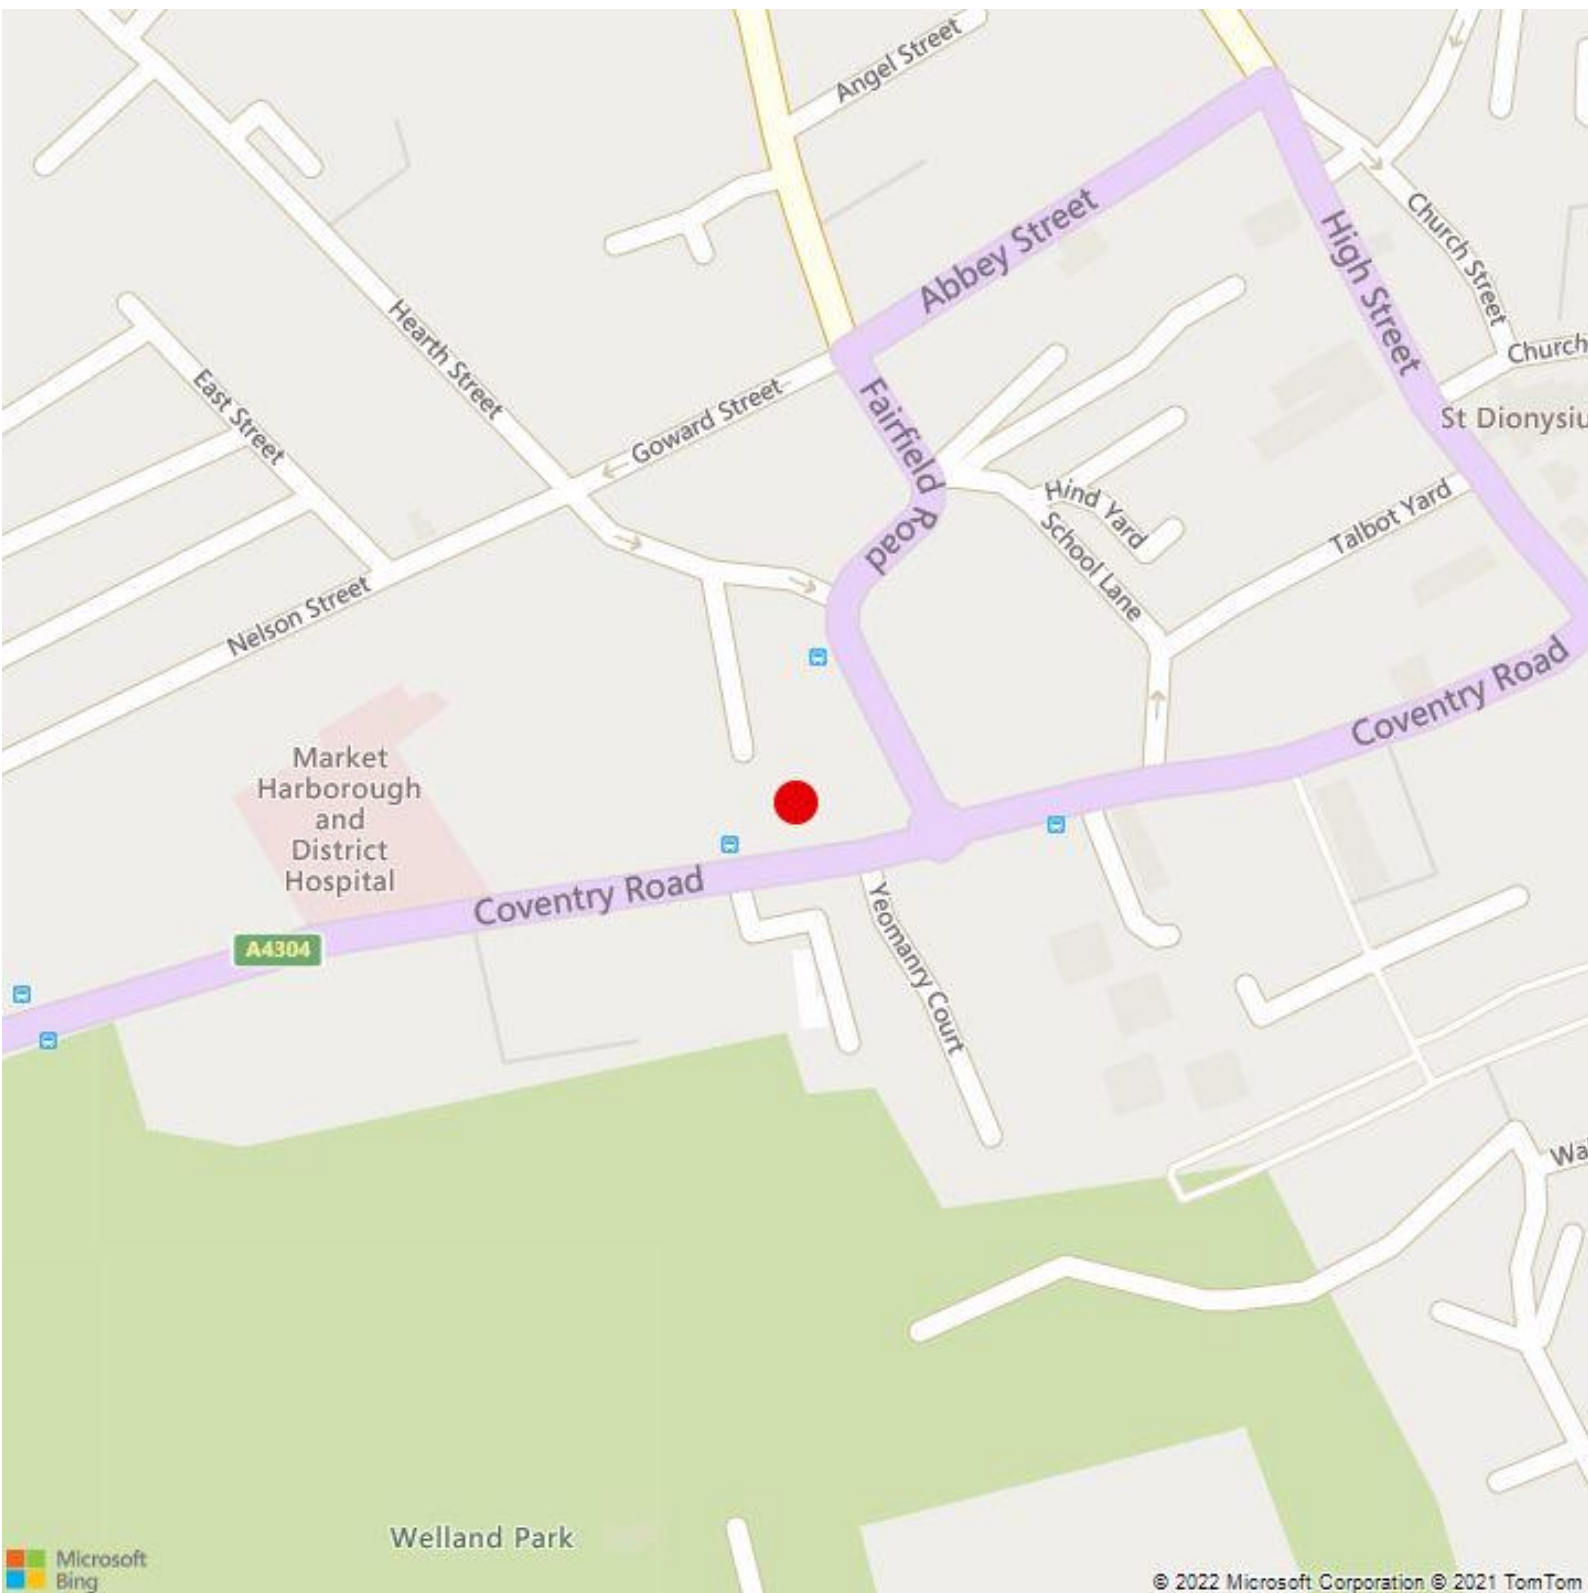 Angel Street
Church Street
High Street
Abbey Street
Hearth Street
Church
East Street
Fairfield Road
Goward Street
St Dionysiu
Hind Yard
Talbot Yard
School Lane
Nelson Street
Coventry Road
Market
Harborough
and
District
Hospital
Coventry Road
Yeomanry Court
A4304
Wa
Welland Park
Microsoft
Bing
© 2022 Microsoft Corporation © 2021 TomTom